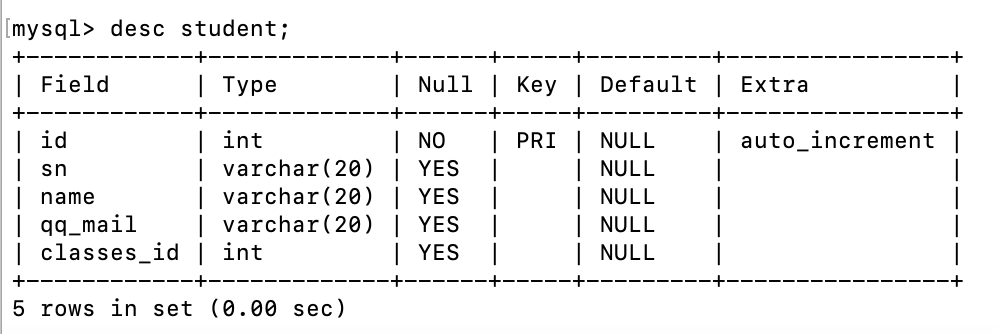 mysql> desc student;
+------------+-------------+------+-----+---------+----------------+
| Field      | Type        | Null | Key | Default | Extra          |
+------------+-------------+------+-----+---------+----------------+
| id         | int         | NO   | PRI | NULL    | auto_increment |
| sn         | varchar(20) | YES  |     | NULL    |                |
| name       | varchar(20) | YES  |     | NULL    |                |
| qq_mail    | varchar(20) | YES  |     | NULL    |                |
| classes_id | int         | YES  |     | NULL    |                |
+------------+-------------+------+-----+---------+----------------+
5 rows in set (0.00 sec)